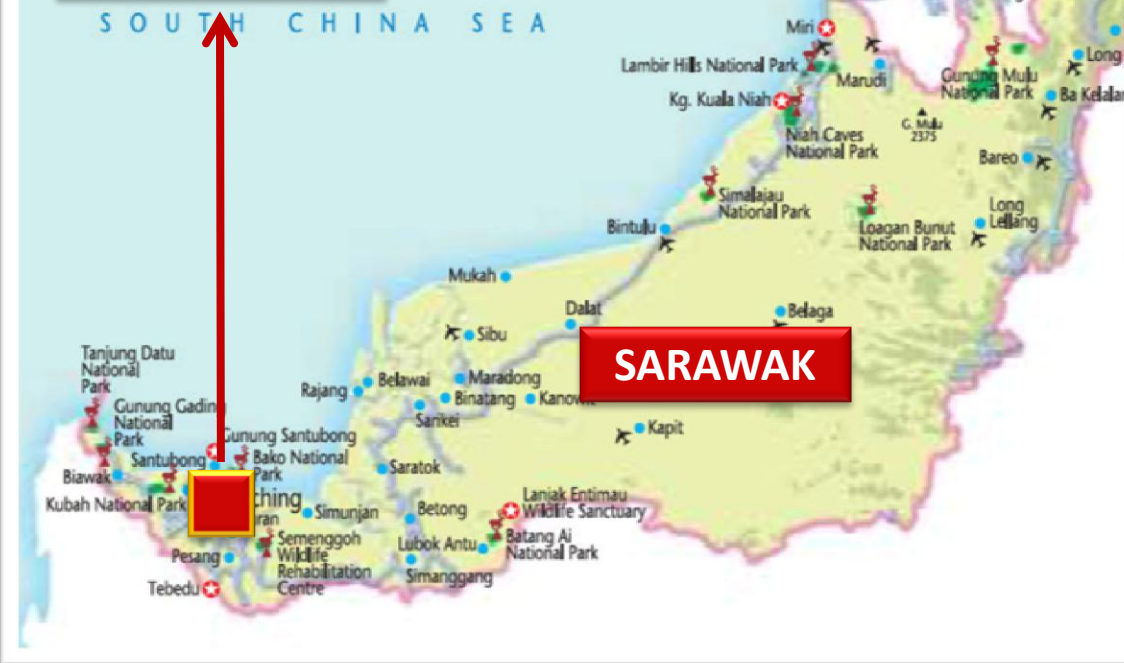 SOUTH CHINA SEA
Miri
Lambir Hills National Park
Marudi
Gunung Mulu
National Park
Long
Ba Kelalan
Kg. Kuala Niah
Niah Caves
National Park
G. Mulu
2375
Bareo
Simalajau
National Park
Long
Lellang
Bintulu
Loagan Bunut
National Park
Mukah
Dalat
Belaga
Sibu
SARAWAK
Tanjung Datu
National
Park
Rajang
Belawai
Maradong
Binatang
Kanowit
Sarikei
Gunung Gading
National
Park
Kapit
Gunung Santubong
Santubong
Bako National
Park
Biawak
Saratok
Kubah National Park
ching
ran
Simunjan
Betong
Lanjak Entimau
Wildlife Sanctuary
Semenggoh
Wildlife
Rehabilitation
Centre
Lubok Antu
Batang Ai
National Park
Pesang
Simanggang
Tebedu